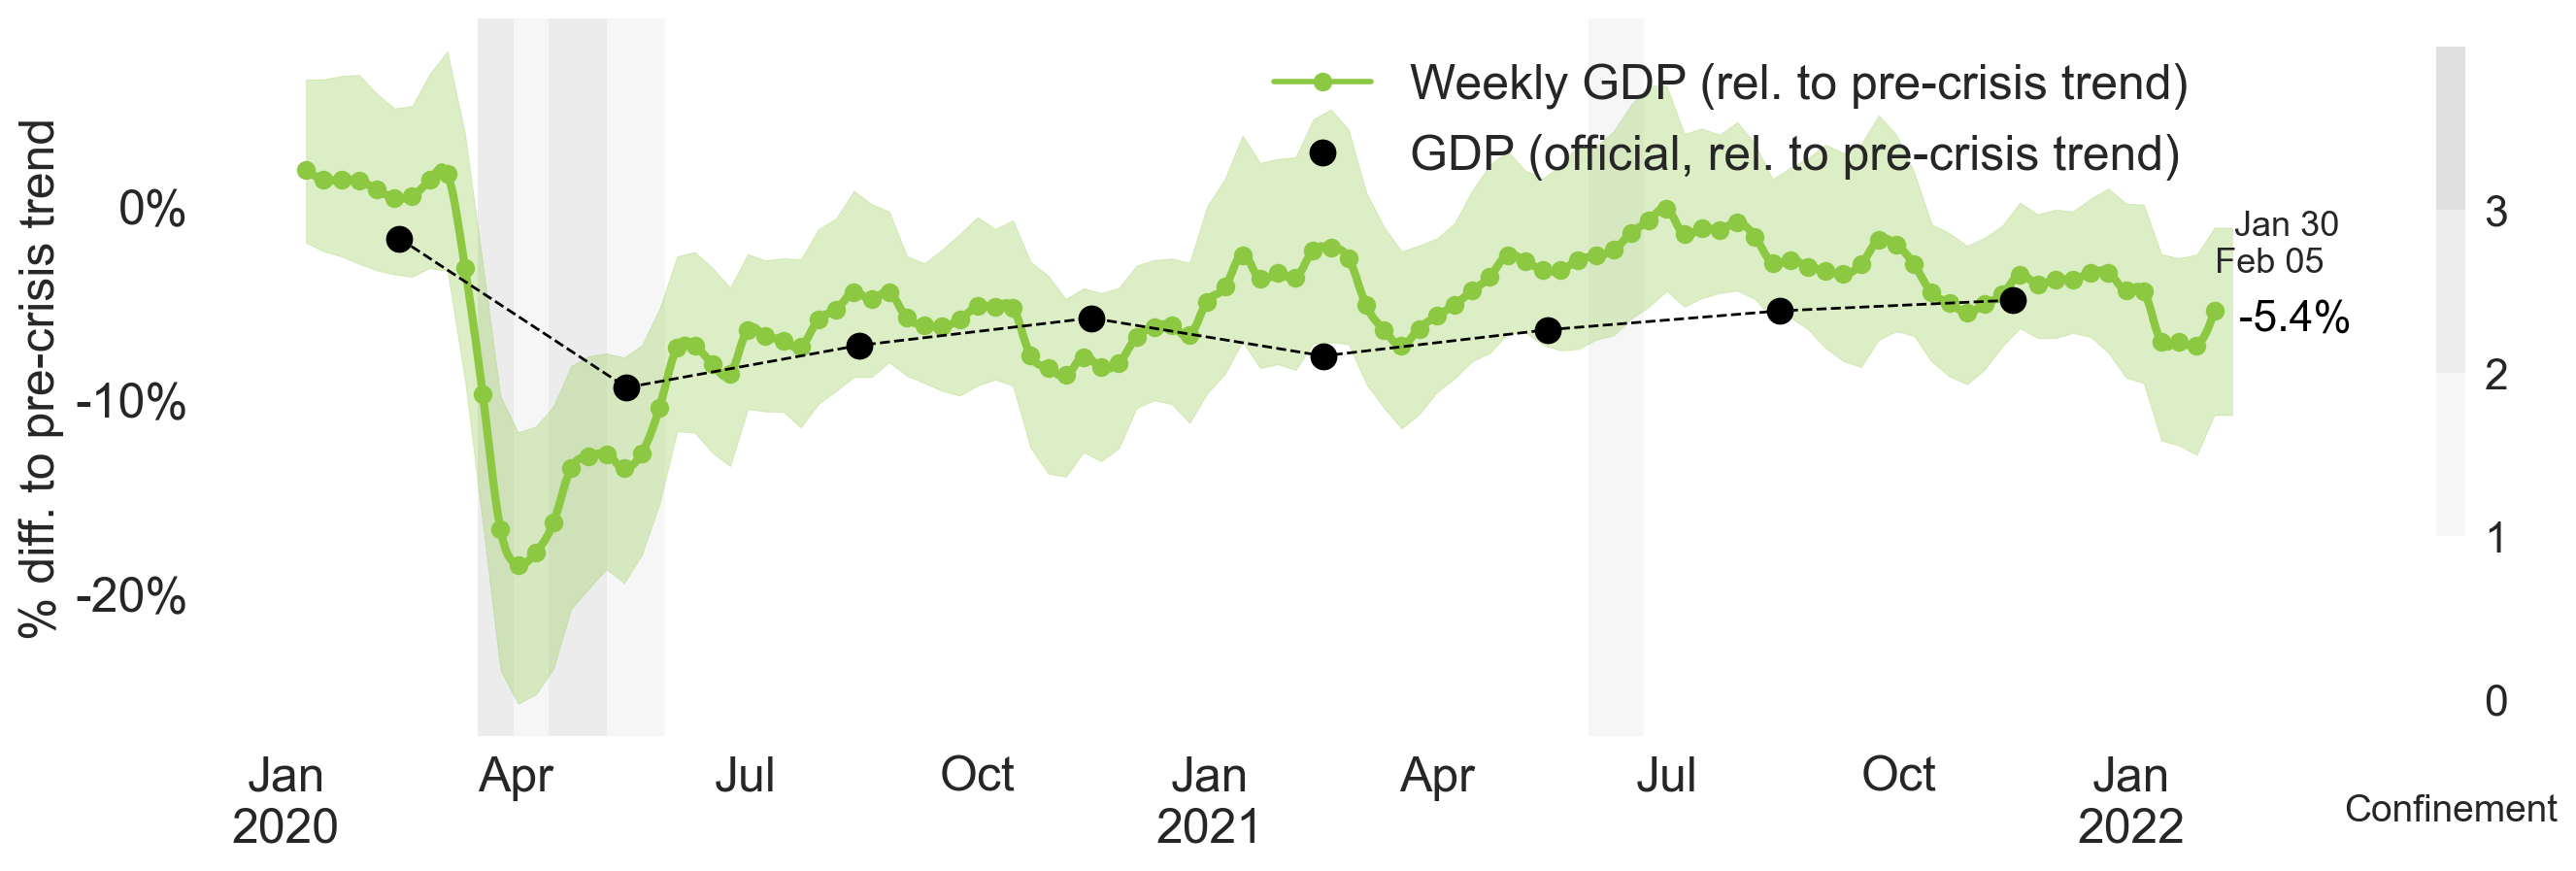 Weekly GDP (rel. to pre-crisis trend)
GDP (official, rel. to pre-crisis trend)
% diff. to pre-crisis trend
0%
-10%
-20%
Jan 30
Feb 05
-5.4%
3
2
1
0
Jan Apr Jul Oct Jan Apr Jul Oct Jan
2020 2021 2022
Confinement